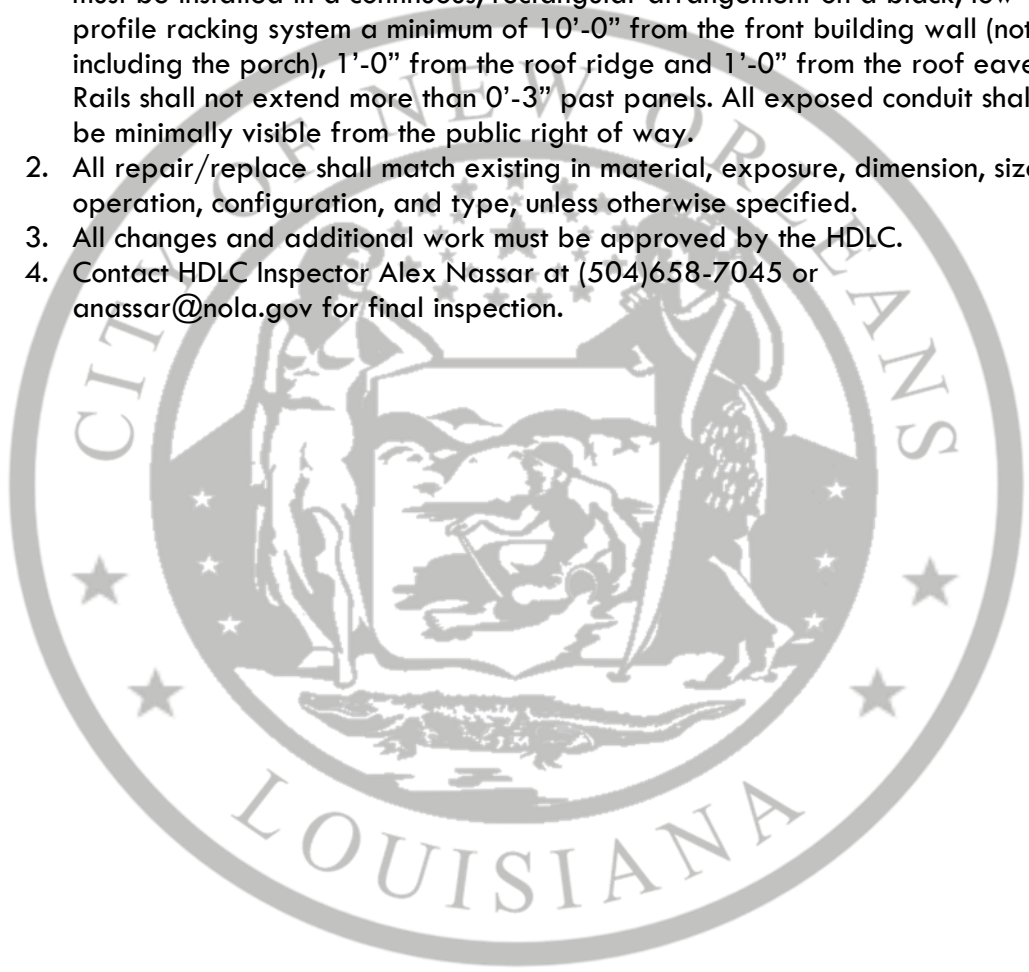 must be installed in a continuous/rectangular arrangement on a black/low
profile racking system a minimum of 10’-0” from the front building wall (not
including the porch), 1’-0” from the roof ridge and 1’-0” from the roof eave
Rails shall not extend more than 0’-3” past panels. All exposed conduit shal
be minimally visible from the public right of way.
2. All repair/replace shall match existing in material, exposure, dimension, size
operation, configuration, and type, unless otherwise specified.
3. All changes and additional work must be approved by the HDLC.
4. Contact HDLC Inspector Alex Nassar at (504)658-7045 or
anassar@nola.gov for final inspection.
CITY OF NEW ORLEANS
LOUISIANA